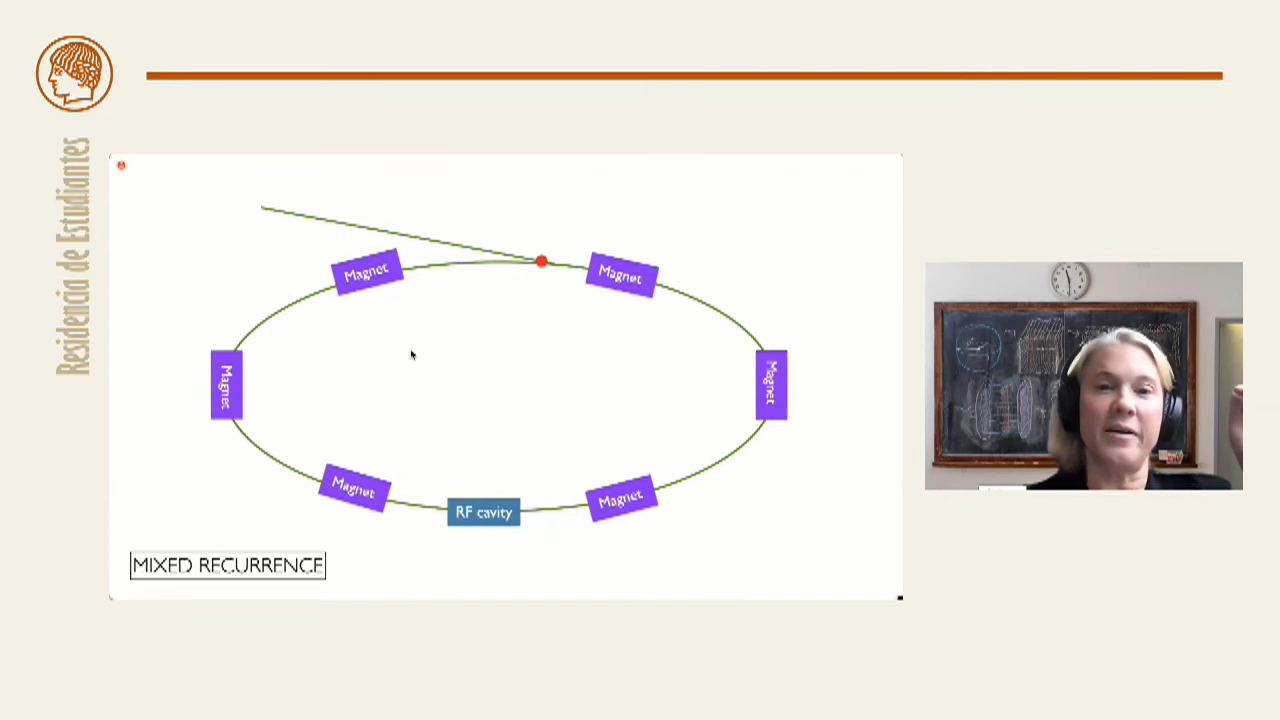 Residencia de Estudiantes
Magnet
Magnet
Magnet
Magnet
Magnet
RF cavity
Magnet
MIXED RECURRENCE